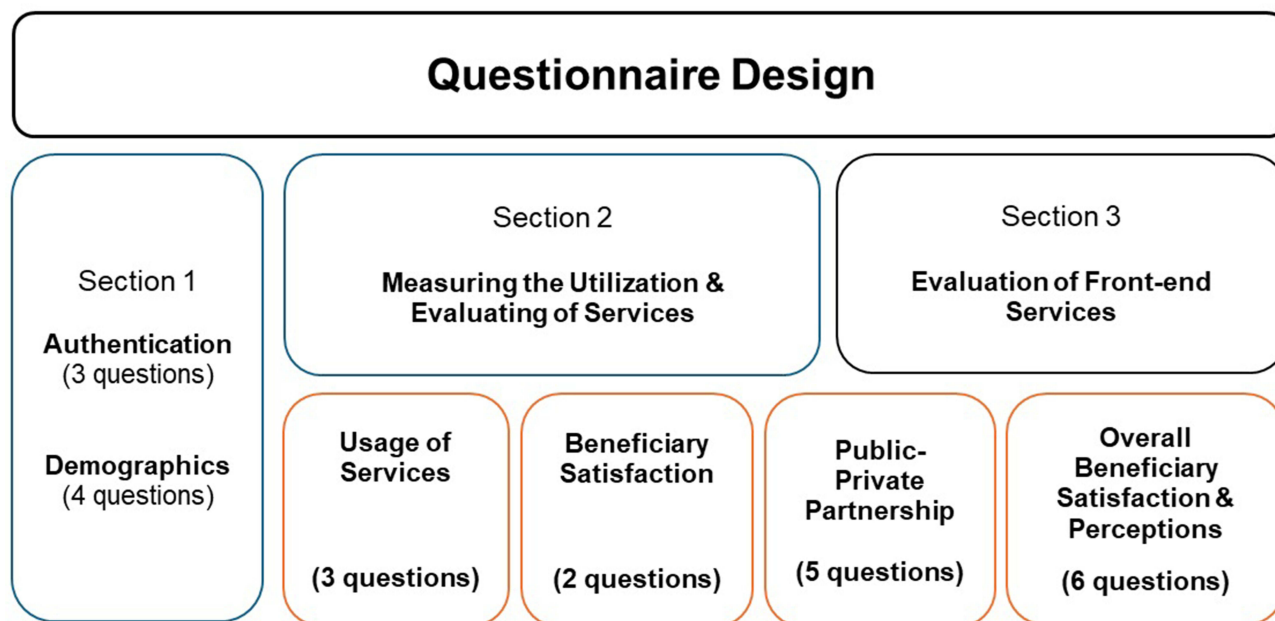 Questionnaire Design
Section 1
Authentication
(3 questions)
Demographics
(4 questions)
Section 2
Measuring the Utilization &
Evaluating of Services
Section 3
Evaluation of Front-end
Services
Usage of
Services
(3 questions)
Beneficiary
Satisfaction
(2 questions)
Public-
Private
Partnership
(5 questions)
Overall
Beneficiary
Satisfaction &
Perceptions
(6 questions)